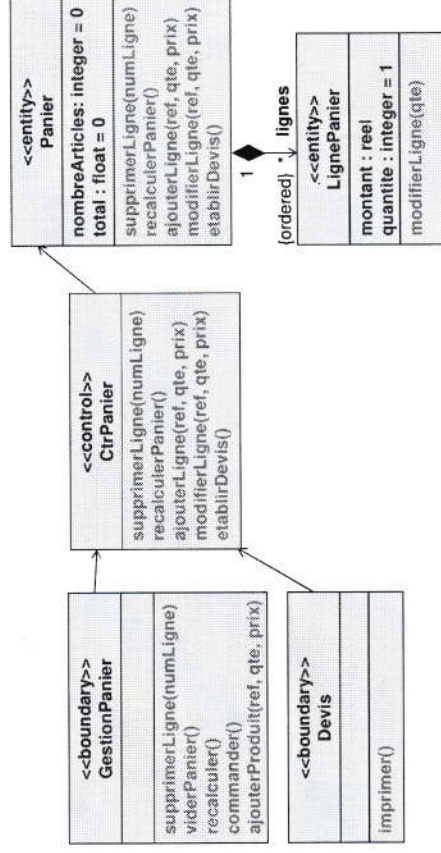 <<boundary>>
GestionPanier
supprimerLigne(numLigne)
viderPanier()
recalculer()
commander()
ajouterProduit(ref, qte, prix)
<<boundary>>
Devis
imprimer()
<<control>>
CtrPanier
supprimerLigne(numLigne)
recalculerPanier()
ajouterLigne(ref, qte, prix)
modifierLigne(ref, qte, prix)
etablirDevis()
<<entity>>
Panier
nombreArticles: integer = 0
total : float = 0
supprimerLigne(numLigne)
recalculerPanier()
ajouterLigne(ref, qte, prix)
modifierLigne(ref, qte, prix)
etablirDevis()
1
{ordered}
lignes
<<entity>>
LignePanier
montant : reel
quantite : integer = 1
modifierLigne(qte)